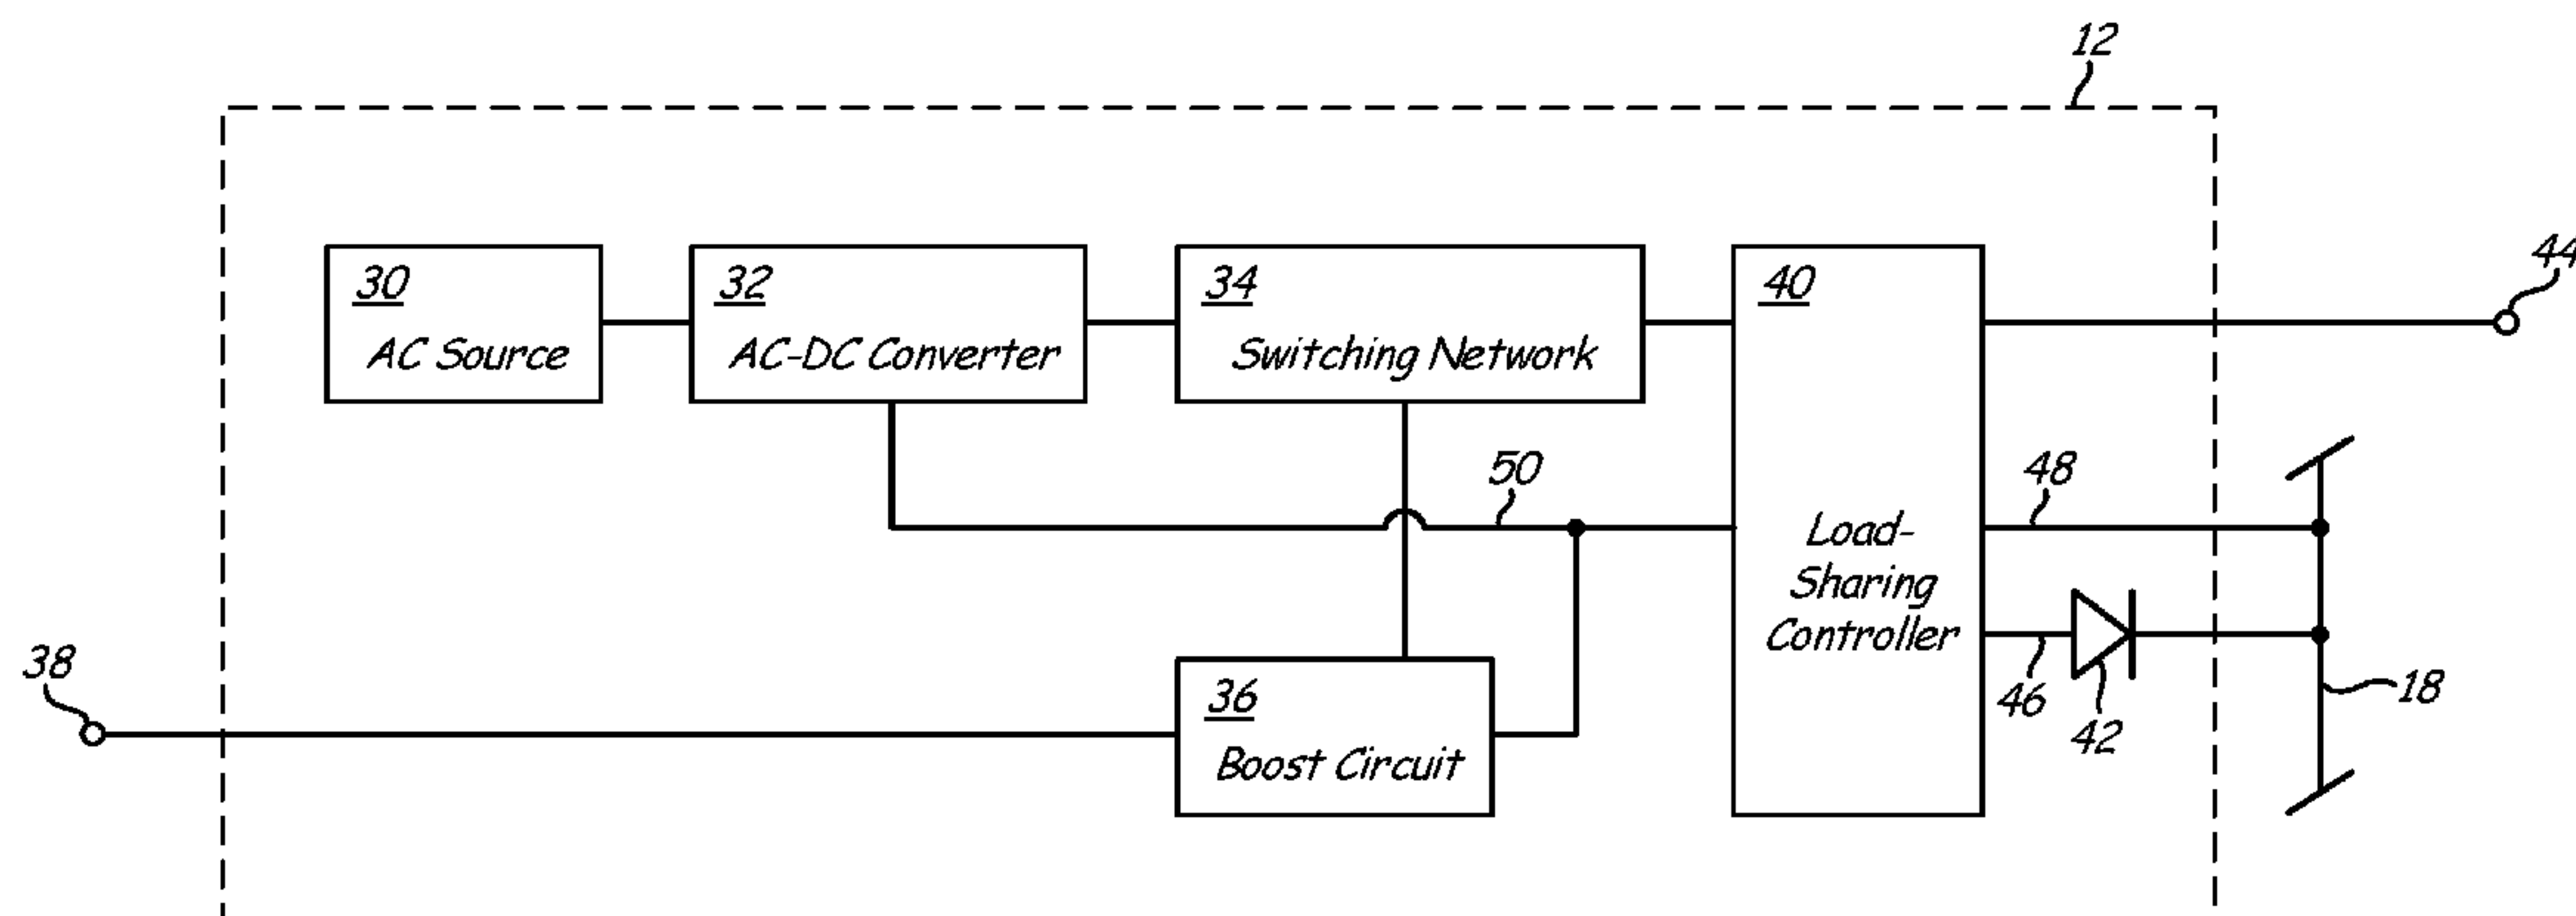 12
44
30
AC Source
32
AC-DC Converter
34
Switching Network
40
Load-
Sharing
Controller
50
48
38
36
Boost Circuit
46
42
18